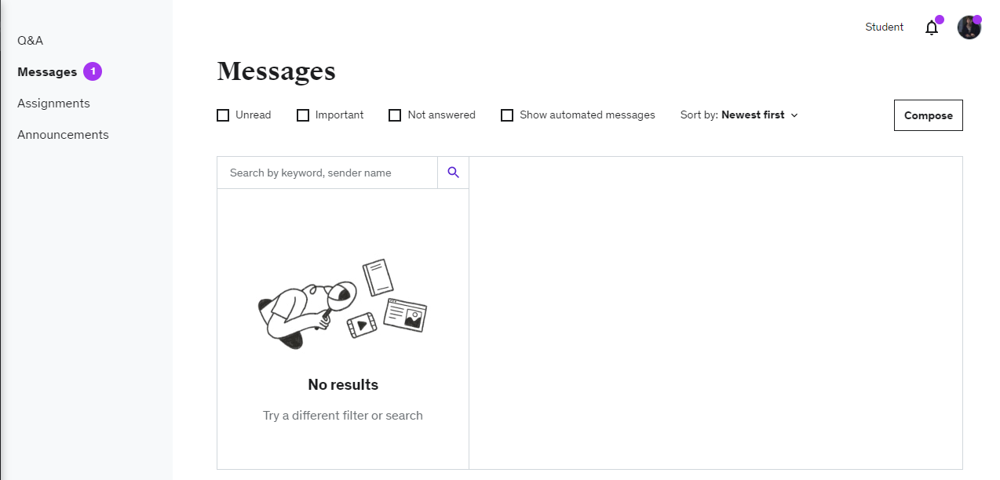 Student
Q&A
Messages 1
Assignments
Announcements
Messages
Unread Important Not answered Show automated messages Sort by: Newest first Compose
Search by keyword, sender name
No results
Try a different filter or search